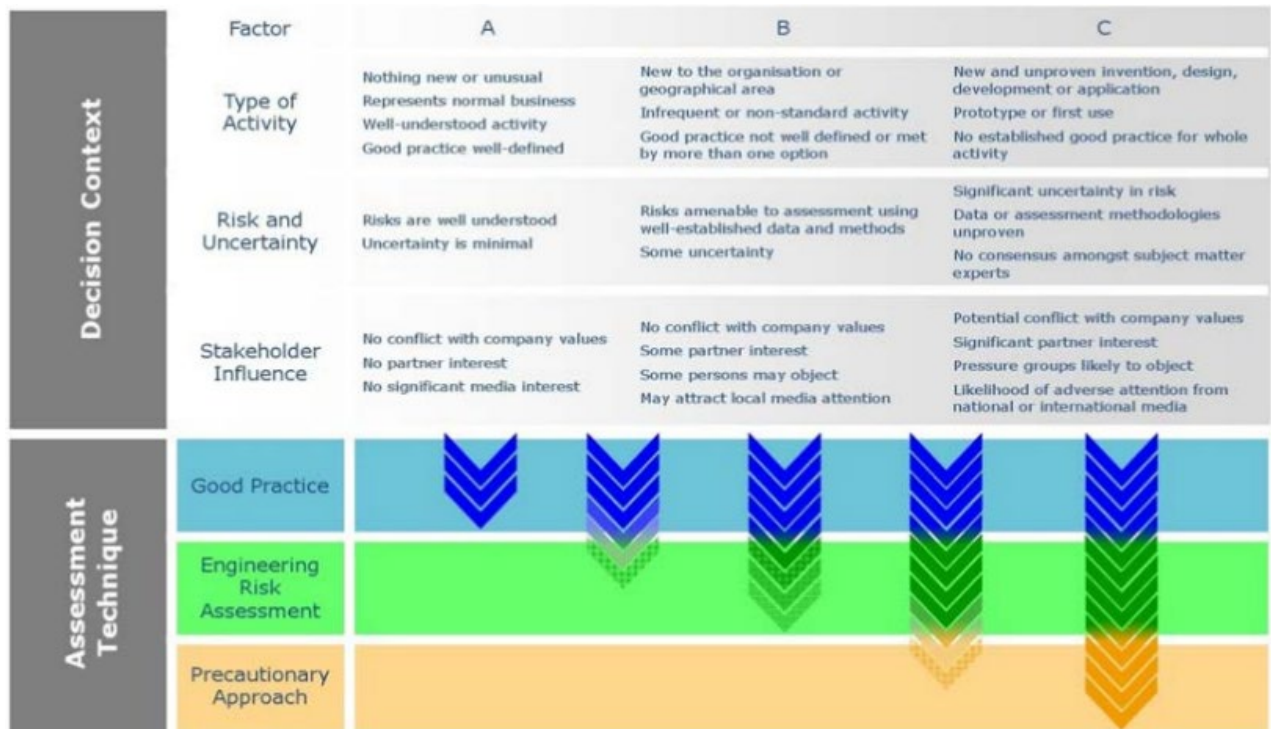 Decision Context
Factor
A
B
C
Type of
Activity
Nothing new or unusual
Represents normal business
Well-understood activity
Good practice well-defined
New to the organisation or
geographical area
Infrequent or non-standard activity
Good practice not well defined or met
by more than one option
New and unproven invention, design,
development or application
Prototype or first use
No established good practice for whole
activity
Risk and
Uncertainty
Risks are well understood
Uncertainty is minimal
Risks amenable to assessment using
well-established data and methods
Some uncertainty
Significant uncertainty in risk
Data or assessment methodologies
unproven
No consensus amongst subject matter
experts
Stakeholder
Influence
No conflict with company values
No partner interest
No significant media interest
No conflict with company values
Some partner interest
Some persons may object
May attract local media attention
Potential conflict with company values
Significant partner interest
Pressure groups likely to object
Likelihood of adverse attention from
national or international media
Assessment
Technique
Good Practice
Engineering
Risk
Assessment
Precautionary
Approach